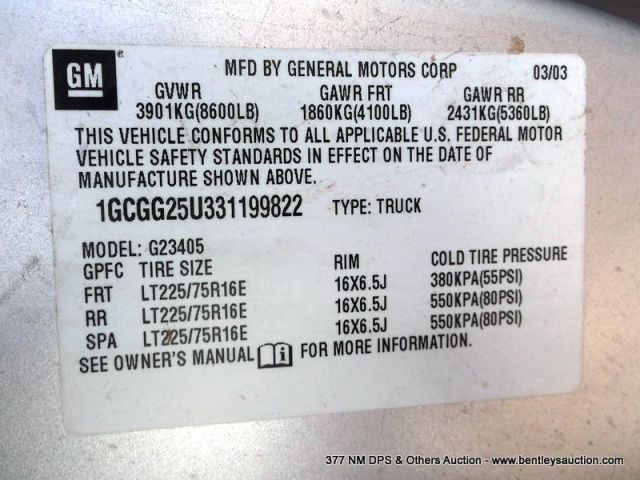 GM®
MFD BY GENERAL MOTORS CORP 03/03
GVWR GAWR FRT GAWR RR
3901KG(8600LB) 1860KG(4100LB) 2431KG(5360LB)
THIS VEHICLE CONFORMS TO ALL APPLICABLE U.S. FEDERAL MOTOR
VEHICLE SAFETY STANDARDS IN EFFECT ON THE DATE OF
MANUFACTURE SHOWN ABOVE.
1GCGG25U331199822 TYPE: TRUCK
MODEL: G23405
GPFC TIRE SIZE RIM COLD TIRE PRESSURE
FRT LT225/75R16E 16X6.5J 380KPA(55PSI)
RR LT225/75R16E 16X6.5J 550KPA(80PSI)
SPA LT225/75R16E 16X6.5J 550KPA(80PSI)
SEE OWNER'S MANUAL FOR MORE INFORMATION.
377 NM DPS & Others Auction - www.bentleysauction.com